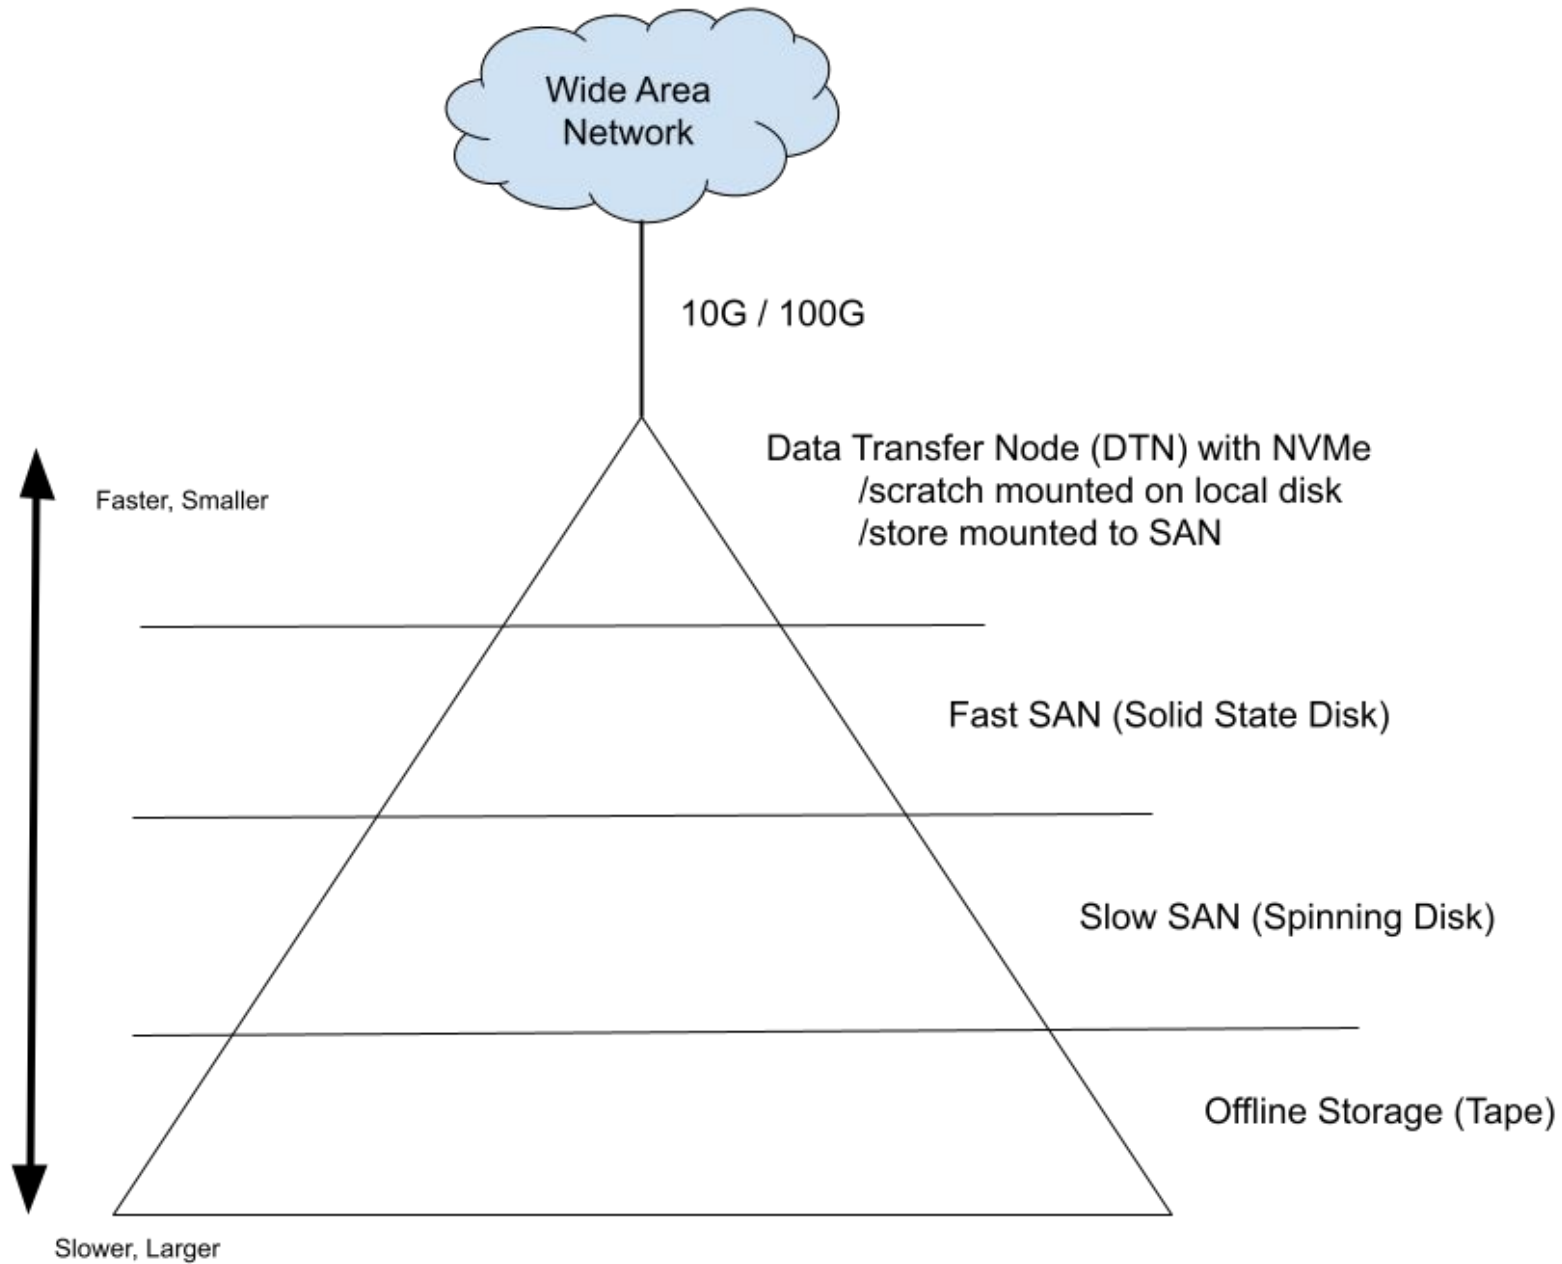 Wide Area
Network
10G / 100G
Data Transfer Node (DTN) with NVMe
/scratch mounted on local disk
/store mounted to SAN
Faster, Smaller
Fast SAN (Solid State Disk)
Slow SAN (Spinning Disk)
Offline Storage (Tape)
Slower, Larger